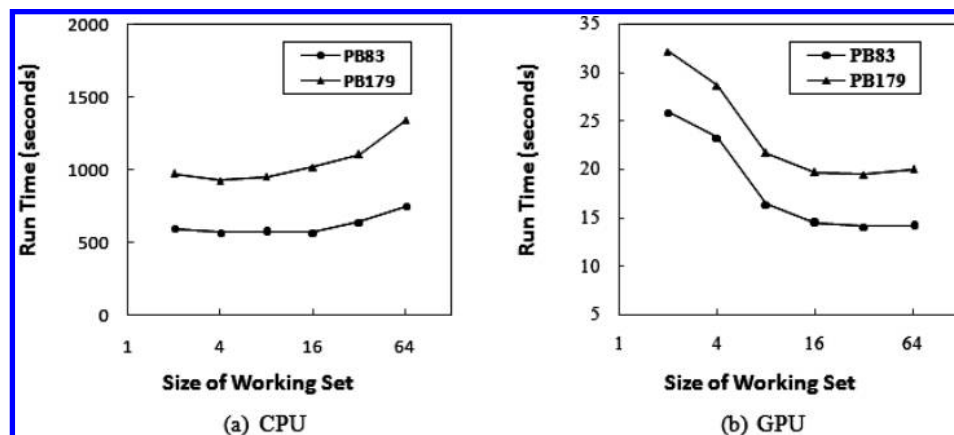 2000
1500
1000
500
0
Run Time (seconds)
PB83
PB179
1 4 16 64
Size of Working Set
(a) CPU
35
30
25
20
15
10
5
Run Time (seconds)
PB83
PB179
1 4 16 64
Size of Working Set
(b) GPU